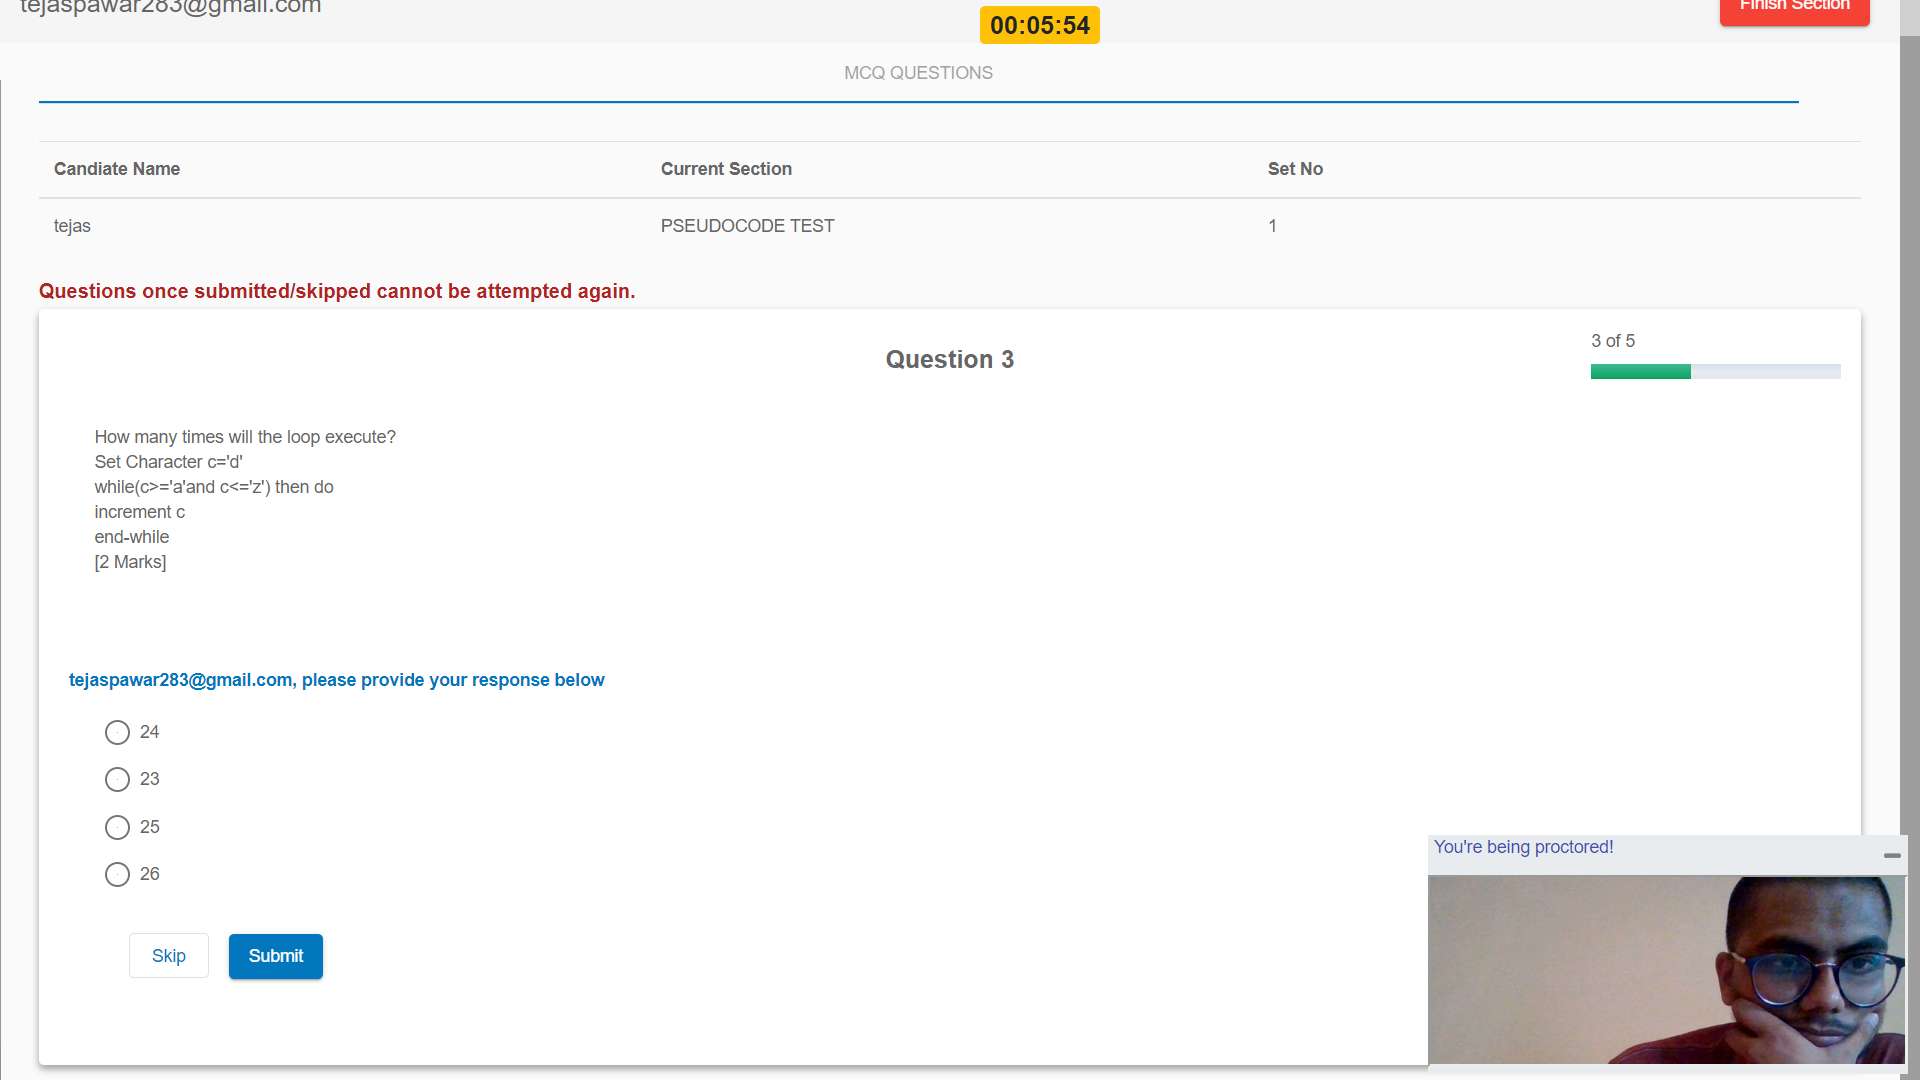 tejaspawar283@gmail.com
Finish Section
00:05:54
MCQ QUESTIONS
Candiate Name Current Section Set No
tejas PSEUDOCODE TEST 1
Questions once submitted/skipped cannot be attempted again.
3 of 5
Question 3
How many times will the loop execute?
Set Character c='d'
while(c>='a'and c<='z') then do
increment c
end-while
[2 Marks]
tejaspawar283@gmail.com, please provide your response below
24
23
25
26
You're being proctored!
Skip Submit